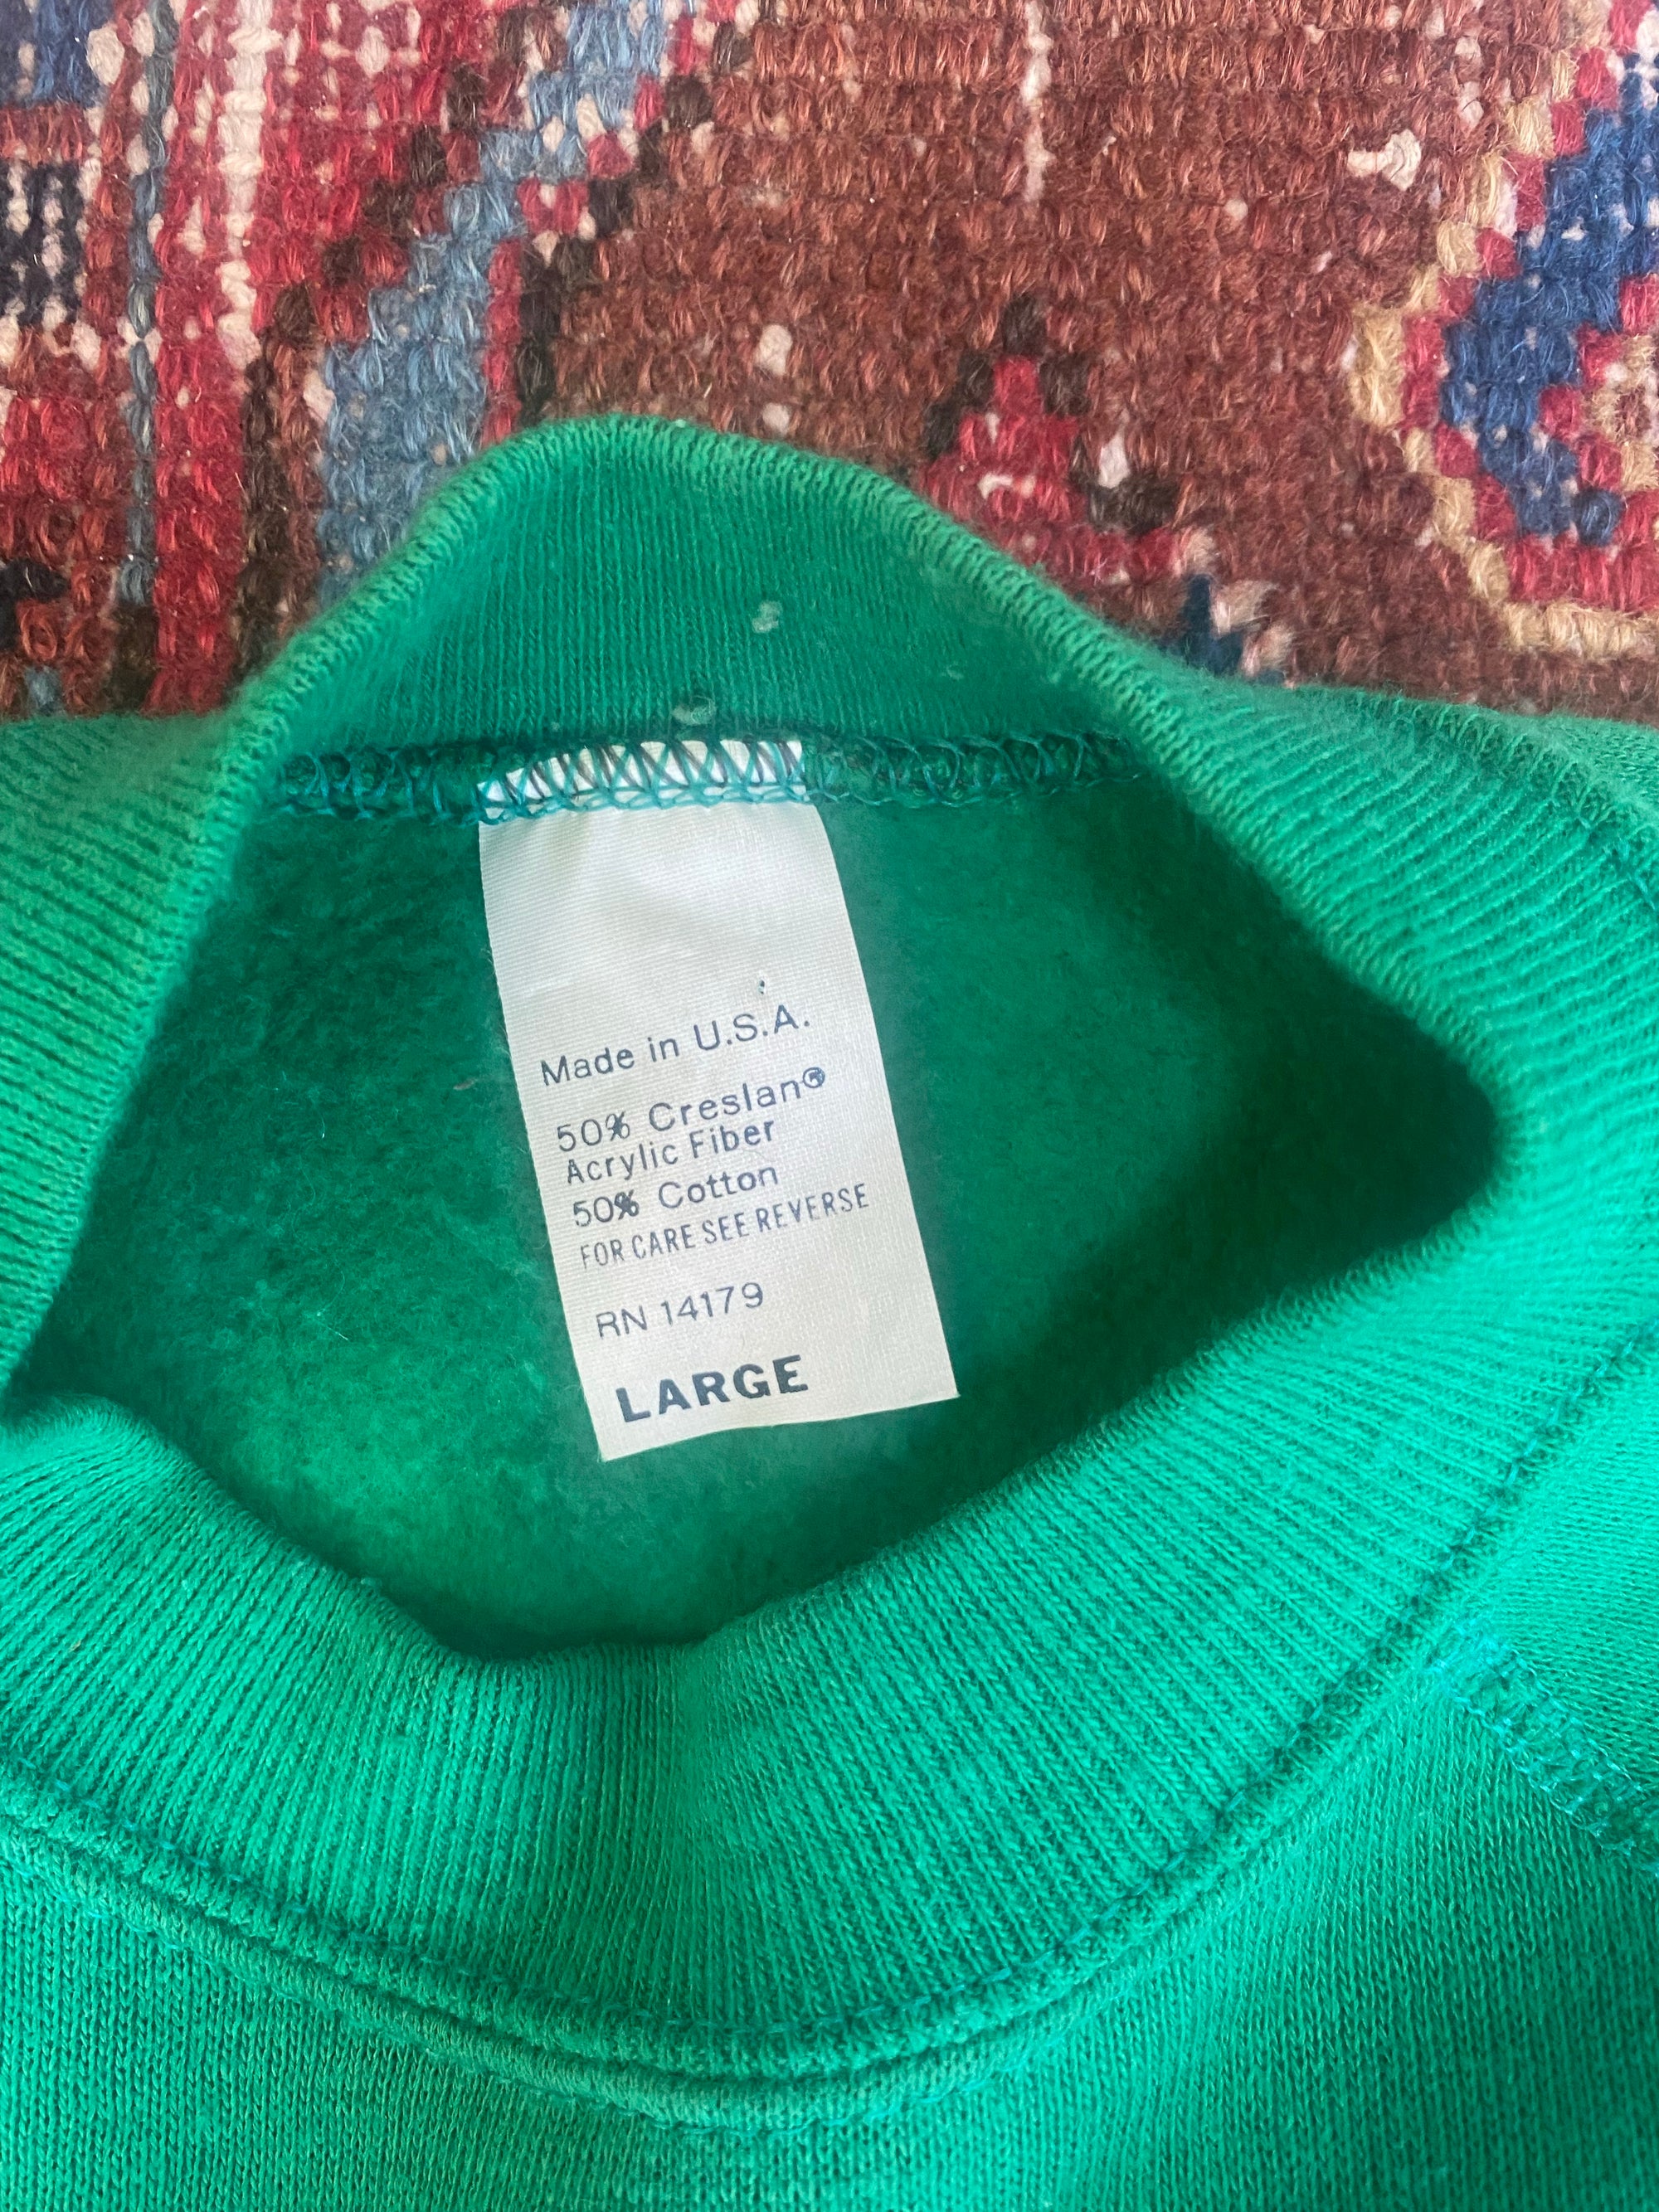 Made in U.S.A.
50% Creslan®
Acrylic Fiber
50% Cotton
FOR CARE SEE REVERSE
RN 14179
LARGE